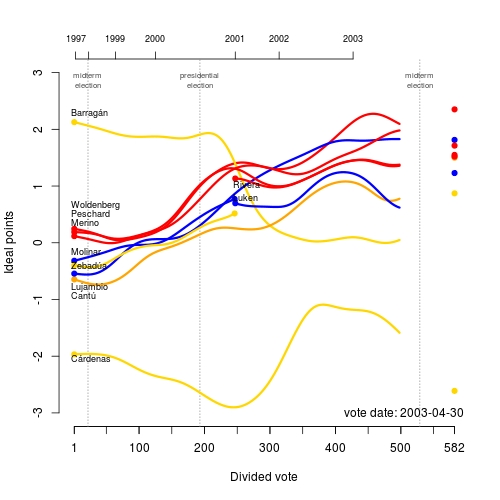 1997 1999 2000 2001 2002 2003
midterm
election
presidential
election
midterm
election
3
2
1
0
-1
-2
-3
Ideal points
Barragán
Woldenberg
Peschard
Merino
Molinar
Zebadúa
Lujambio
Cantú
Cárdenas
Rivera
Luken
vote date: 2003-04-30
1 100 200 300 400 500 582
Divided vote